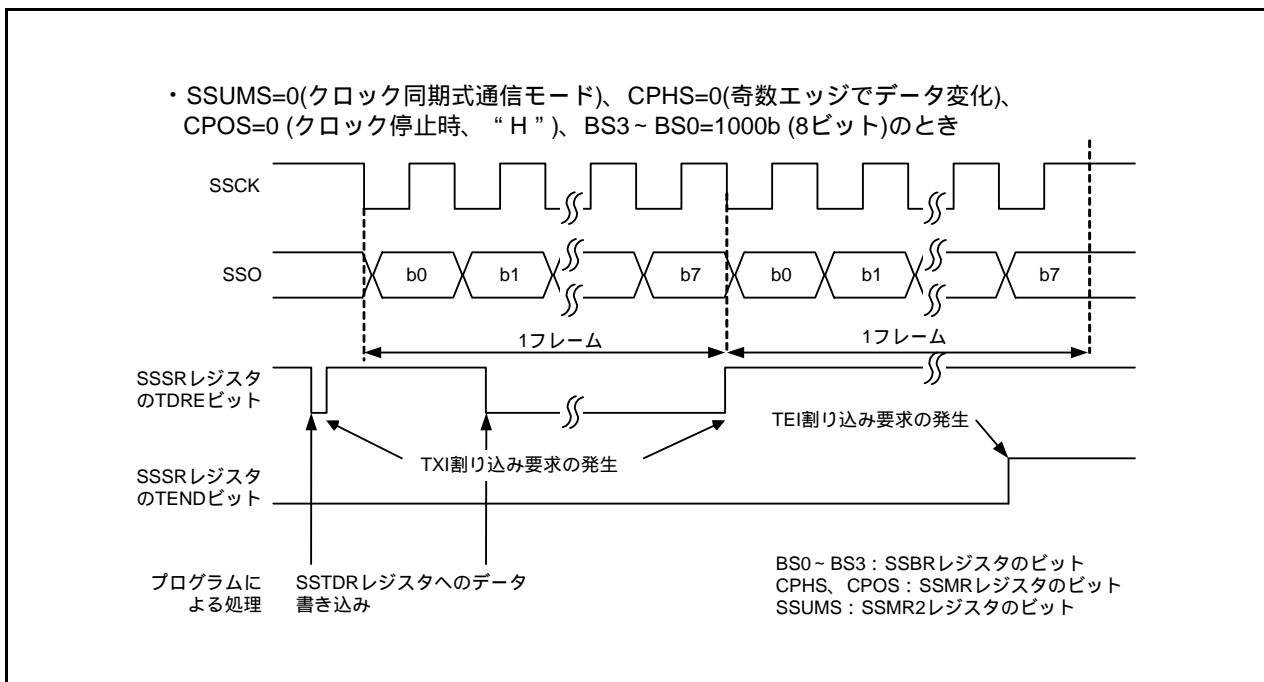 ・SSUMS=0(クロック同期式通信モード)、CPHS=0(奇数エッジでデータ変化)、
CPOS=0 (クロック停止時、“H”)、BS3~BS0=1000b (8ビット)のとき
SSCK
SSO
b0
b1
b7
b0
b1
b7
1フレーム
1フレーム
SSSRレジスタ
のTDREビット
TXI割り込み要求の発生
TEI割り込み要求の発生
SSSRレジスタ
のTENDビット
プログラムに
よる処理
SSTDRレジスタへのデータ
書き込み
BS0~BS3:SSBRレジスタのビット
CPHS、CPOS:SSMRレジスタのビット
SSUMS:SSMR2レジスタのビット